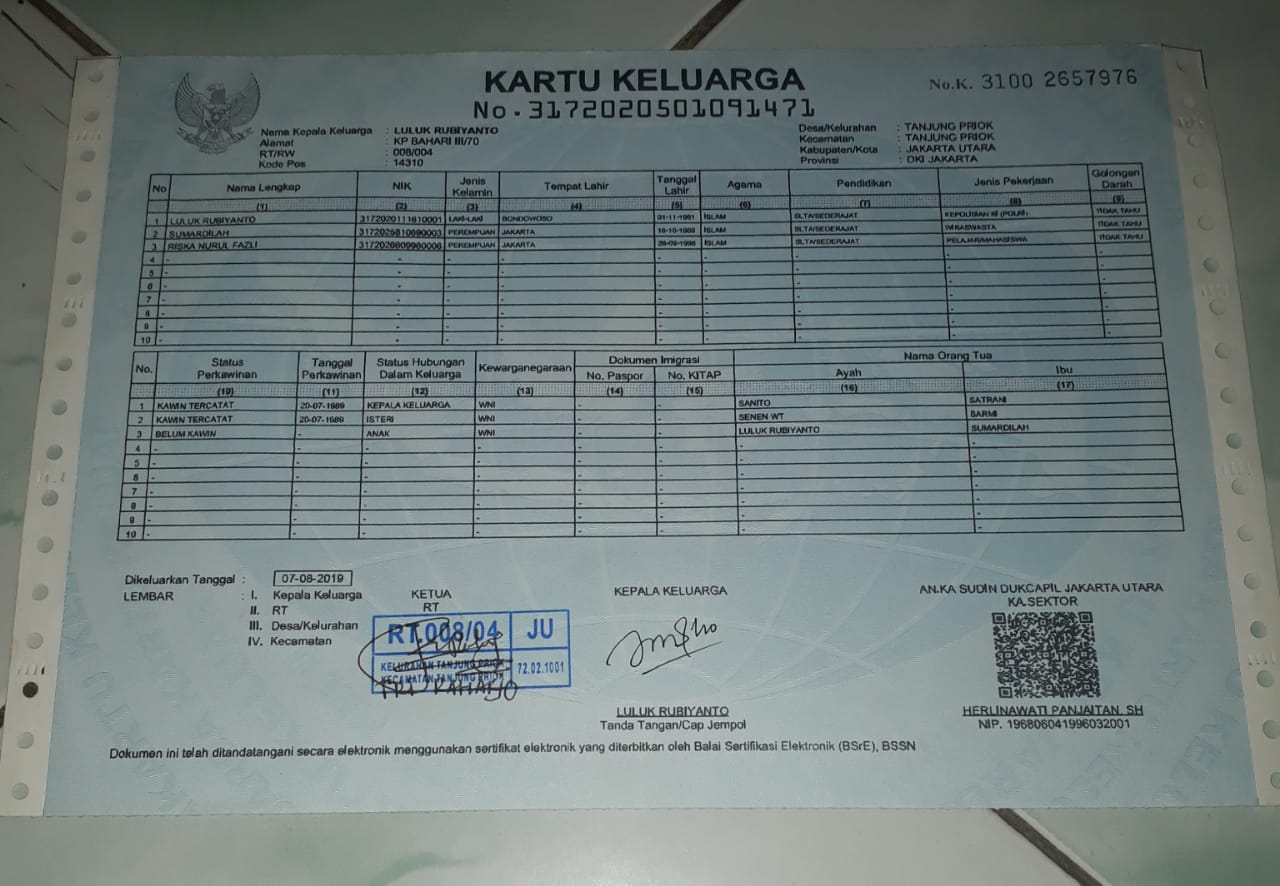 KARTU KELUARGA
No.K. 3100 2657976
No. 3172020501091471
Nama Kepala Keluarga : LULUK RUBIYANTO
Alamat : KP BAHARI III/70
RT/RW : 008/004
Kode Pos : 14310
Desa/Kelurahan : TANJUNG PRIOK
Kecamatan : TANJUNG PRIOK
Kabupaten/Kota : JAKARTA UTARA
Provinsi : DKI JAKARTA
No Nama Lengkap NIK Jenis Kelamin Tempat Lahir Tanggal Lahir Agama Pendidikan Jenis Pekerjaan Golongan Darah
(1) (2) (3) (4) (5) (6) (7) (8) (9)
1 LULUK RUBIYANTO 3172020111610001 LAKI-LAKI BONDOWOSO 01-11-1961 ISLAM SLTA/SEDERAJAT KEPOLISIAN RI (POLRI) TIDAK TAHU
2 SUMARDILAH 3172025810690003 PEREMPUAN JAKARTA 18-10-1969 ISLAM SLTA/SEDERAJAT WIRASWASTA TIDAK TAHU
3 RISKA NURUL FAZLI 3172026609960006 PEREMPUAN JAKARTA 26-09-1996 ISLAM SLTA/SEDERAJAT PELAJAR/MAHASISWA TIDAK TAHU
4 - - - - - - - - -
5 - - - - - - - - -
6 - - - - - - - - -
7 - - - - - - - - -
8 - - - - - - - - -
9 - - - - - - - - -
10 - - - - - - - - -
No. Status Perkawinan Tanggal Perkawinan Status Hubungan Dalam Keluarga Kewarganegaraan Dokumen Imigrasi Nama Orang Tua
No. Paspor No. KITAP Ayah Ibu
(10) (11) (12) (13) (14) (15) (16) (17)
1 KAWIN TERCATAT 20-07-1989 KEPALA KELUARGA WNI - - SANITO SATRANI
2 KAWIN TERCATAT 20-07-1989 ISTERI WNI - - SENEN WT SARMI
3 BELUM KAWIN - ANAK WNI - - LULUK RUBIYANTO SUMARDILAH
4 - - - - - - - -
5 - - - - - - - -
6 - - - - - - - -
7 - - - - - - - -
8 - - - - - - - -
9 - - - - - - - -
10 - - - - - - - -
Dikeluarkan Tanggal : 07-08-2019
LEMBAR : I. Kepala Keluarga
II. RT
III. Desa/Kelurahan
IV. Kecamatan
KETUA
RT
RT.008/04 JU
KELURAHAN TANJUNG PRIOK
KECAMATAN TANJUNG PRIOK
72.02.1001
TRI RAHARJO
KEPALA KELUARGA
LULUK RUBIYANTO
Tanda Tangan/Cap Jempol
AN.KA SUDIN DUKCAPIL JAKARTA UTARA
KA.SEKTOR
HERLINAWATI PANJAITAN, SH
NIP. 196806041996032001
Dokumen ini telah ditandatangani secara elektronik menggunakan sertifikat elektronik yang diterbitkan oleh Balai Sertifikasi Elektronik (BSrE), BSSN